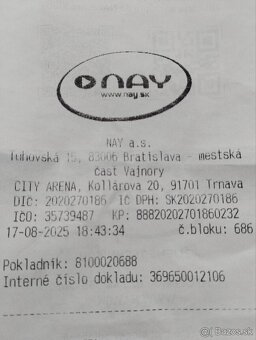 NAY
www.nay.sk
NAY a.s.
Tuhovská 15, 83006 Bratislava - mestská
časť Vajnory
CITY ARENA, Kollárova 20, 91701 Trnava
DIČ: 2020270186 IČ DPH: SK2020270186
IČO: 35739487 KP: 88820202701860232
17-08-2025 18:43:34 č.bloku: 686
Pokladník: 8100020688
Interné číslo dokladu: 369650012106
© Bazos.sk